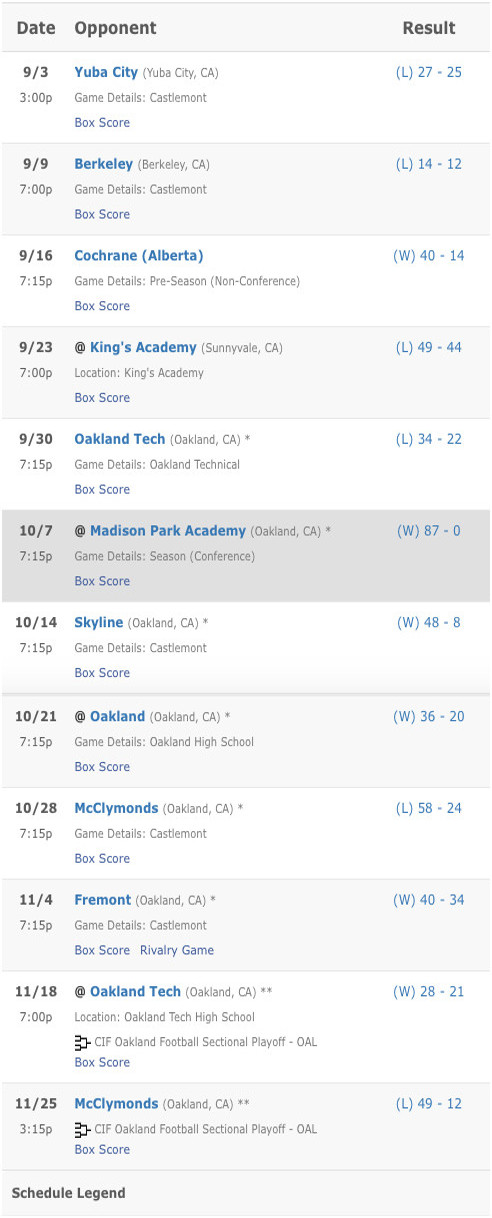 Date Opponent Result
9/3 Yuba City (Yuba City, CA) (L) 27 - 25
3:00p Game Details: Castlemont
Box Score
9/9 Berkeley (Berkeley, CA) (L) 14 - 12
7:00p Game Details: Castlemont
Box Score
9/16 Cochrane (Alberta) (W) 40 - 14
7:15p Game Details: Pre-Season (Non-Conference)
Box Score
9/23 @ King's Academy (Sunnyvale, CA) (L) 49 - 44
7:00p Location: King's Academy
Box Score
9/30 Oakland Tech (Oakland, CA) * (L) 34 - 22
7:15p Game Details: Oakland Technical
Box Score
10/7 @ Madison Park Academy (Oakland, CA) * (W) 87 - 0
7:15p Game Details: Season (Conference)
Box Score
10/14 Skyline (Oakland, CA) * (W) 48 - 8
7:15p Game Details: Castlemont
Box Score
10/21 @ Oakland (Oakland, CA) * (W) 36 - 20
7:15p Game Details: Oakland High School
Box Score
10/28 McClymonds (Oakland, CA) * (L) 58 - 24
7:15p Game Details: Castlemont
Box Score
11/4 Fremont (Oakland, CA) * (W) 40 - 34
7:15p Game Details: Castlemont
Box Score Rivalry Game
11/18 @ Oakland Tech (Oakland, CA) ** (W) 28 - 21
7:00p Location: Oakland Tech High School
CIF Oakland Football Sectional Playoff - OAL
Box Score
11/25 McClymonds (Oakland, CA) ** (L) 49 - 12
3:15p CIF Oakland Football Sectional Playoff - OAL
Box Score
Schedule Legend